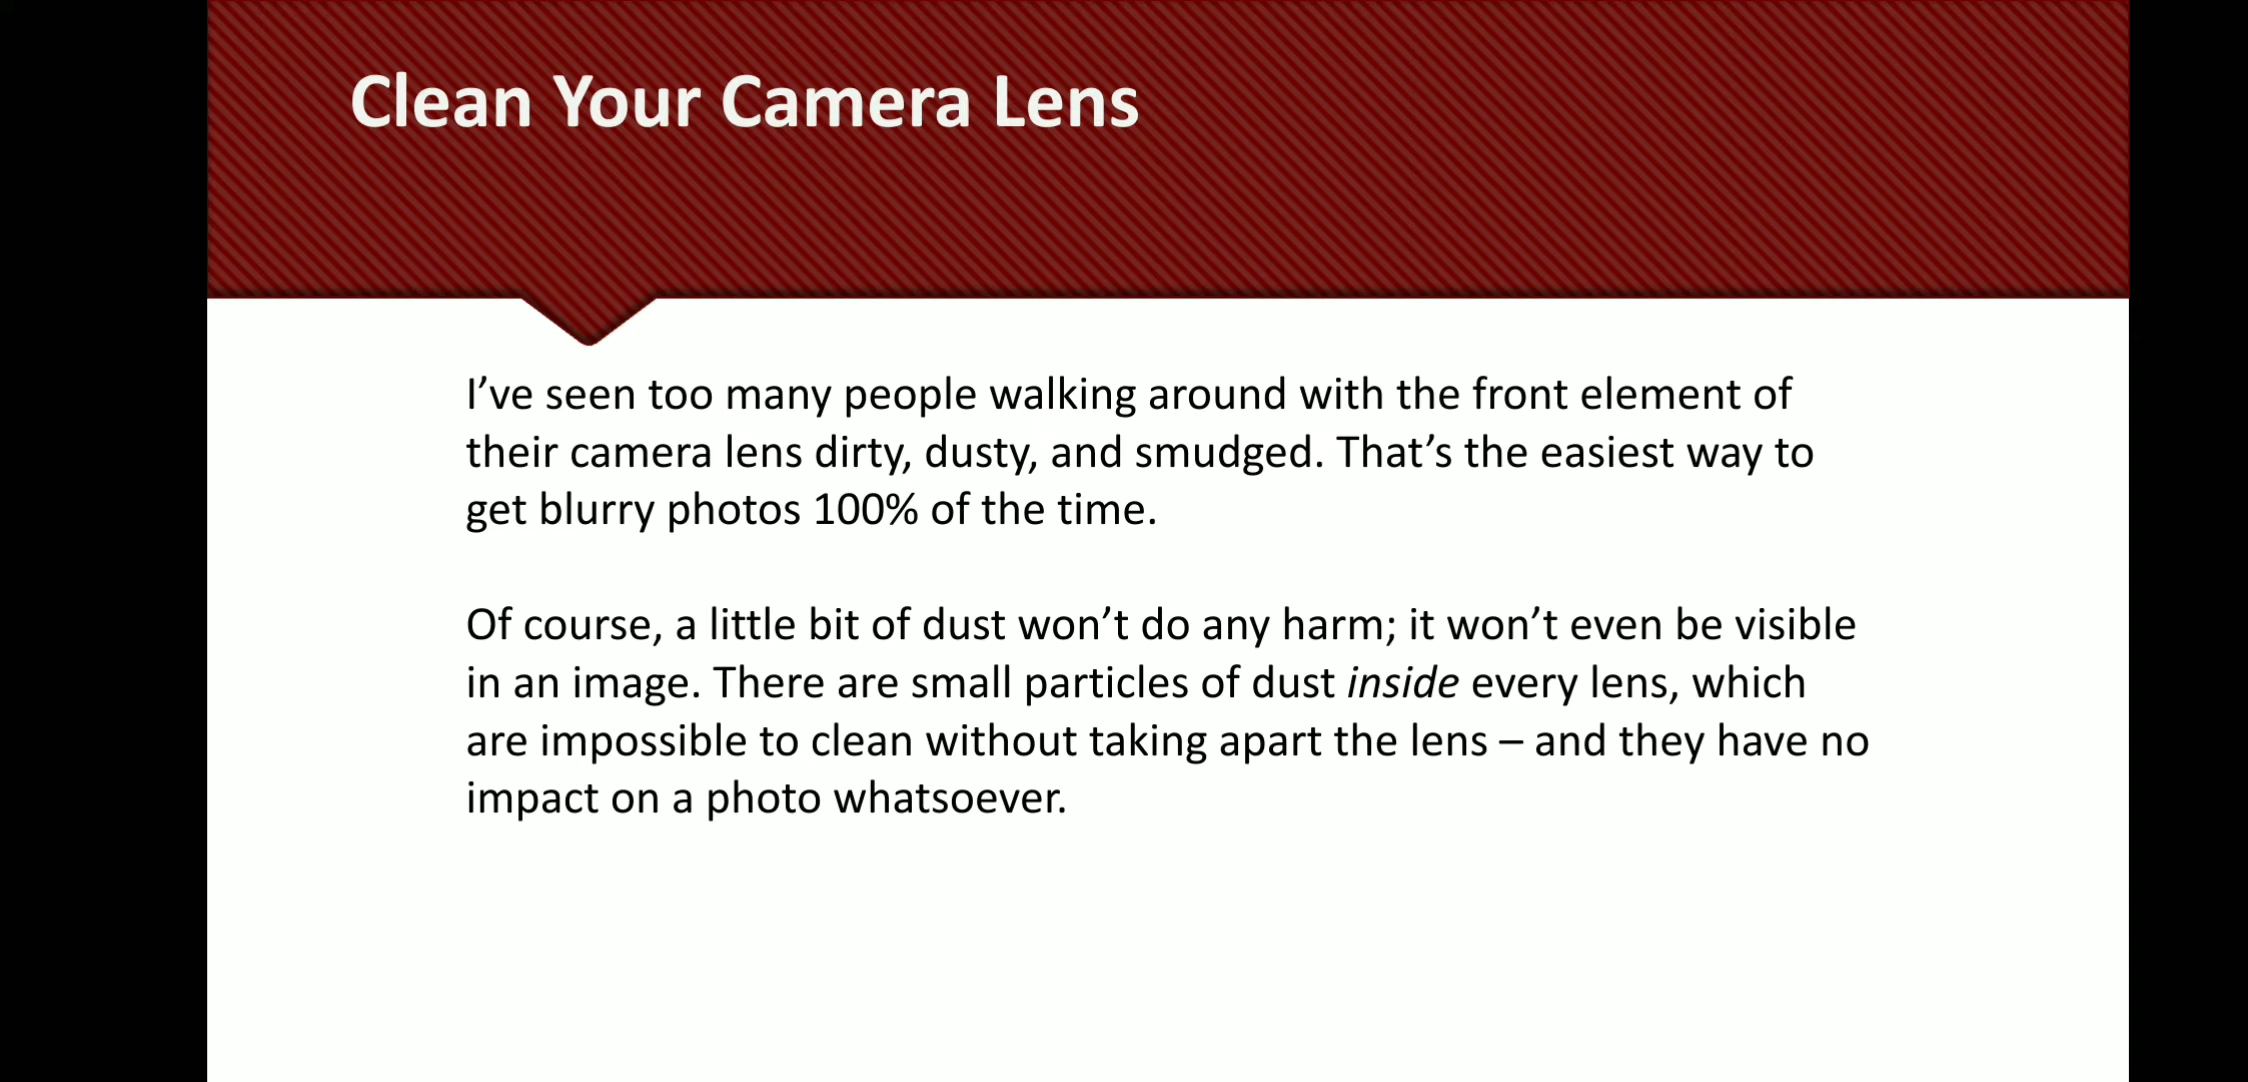 Clean Your Camera Lens
I’ve seen too many people walking around with the front element of
their camera lens dirty, dusty, and smudged. That’s the easiest way to
get blurry photos 100% of the time.
Of course, a little bit of dust won’t do any harm; it won’t even be visible
in an image. There are small particles of dust inside every lens, which
are impossible to clean without taking apart the lens – and they have no
impact on a photo whatsoever.